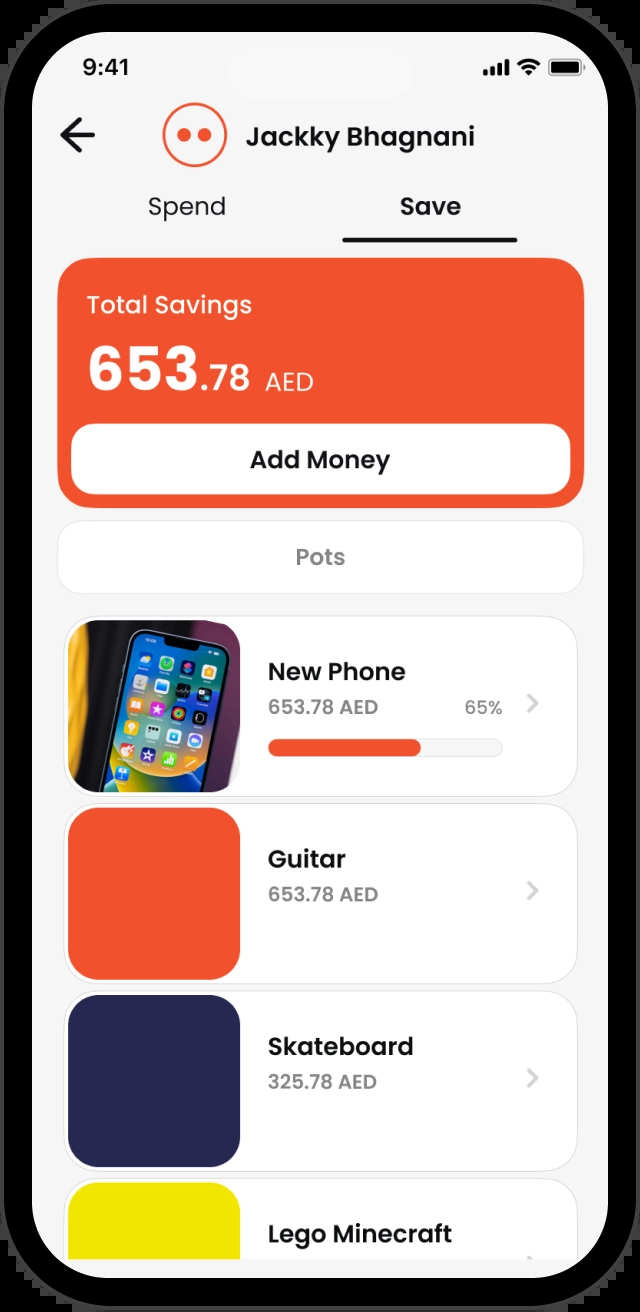 9:41
Jackky Bhagnani
Spend
Save
Total Savings
653.78 AED
Add Money
Pots
New Phone
653.78 AED
65%
Guitar
653.78 AED
Skateboard
325.78 AED
Lego Minecraft